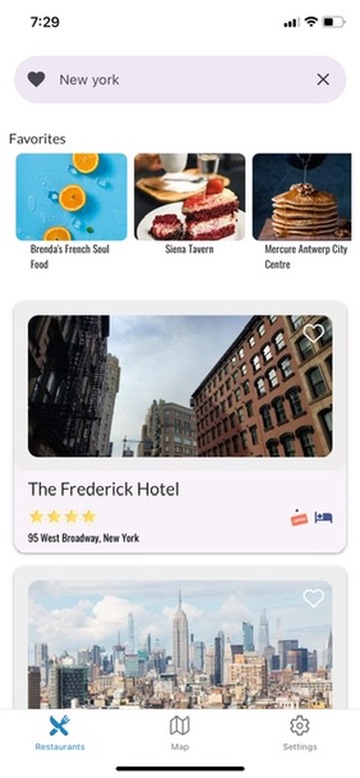 7:29
New york
Favorites
Brenda's French Soul
Food
Siena Tavern
Mercure Antwerp City
Centre
The Frederick Hotel
95 West Broadway, New York
Restaurants
Map
Settings